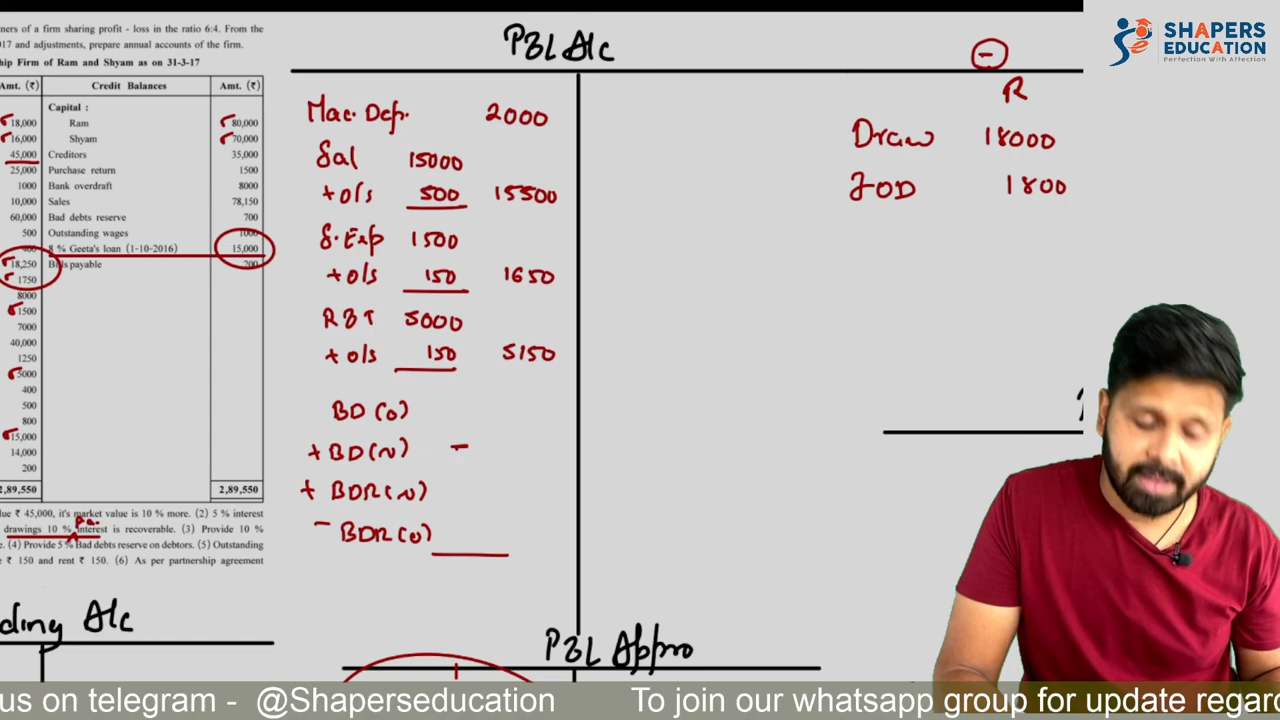 ners of a firm sharing profit - loss in the ratio 6:4. From the
017 and adjustments, prepare annual accounts of the firm.
hip Firm of Ram and Shyam as on 31-3-17
Amt. (₹) Credit Balances Amt. (₹)
Capital :
18,000 Ram 80,000
16,000 Shyam 70,000
45,000 Creditors 35,000
25,000 Purchase return 1500
1000 Bank overdraft 8000
10,000 Sales 78,150
60,000 Bad debts reserve 700
500 Outstanding wages 1000
8 % Geeta's loan (1-10-2016) 15,000
18,250 Bills payable 200
1750
8000
1500
7000
40,000
1250
5000
400
500
800
15,000
14,000
200
2,89,550 2,89,550
lue ₹ 45,000, it's market value is 10 % more. (2) 5 % interest
p.a.
drawings 10 % interest is recoverable. (3) Provide 10 %
e. (4) Provide 5 % Bad debts reserve on debtors. (5) Outstanding
e ₹ 150 and rent ₹ 150. (6) As per partnership agreement
ding A/c
P&L A/c
Mac. Dep. 2000
Sal 15000
+ o/s 500 15500
S. Exp 1500
+ o/s 150 1650
R&T 5000
+ o/s 150 5150
BD (o)
+ BD (N) -
+ BDR (N)
- BDR (o)
P&L Appro
-
R
Draw 18000
IOD 1800
SHAPERS
EDUCATION
Perfection With Affection
us on telegram - @Shaperseducation To join our whatsapp group for update regard